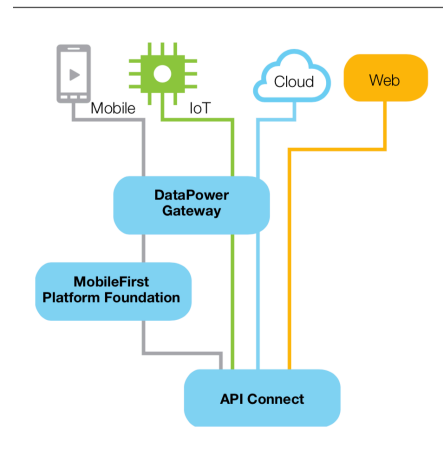 Cloud
Web
Mobile
IoT
DataPower
Gateway
MobileFirst
Platform Foundation
API Connect